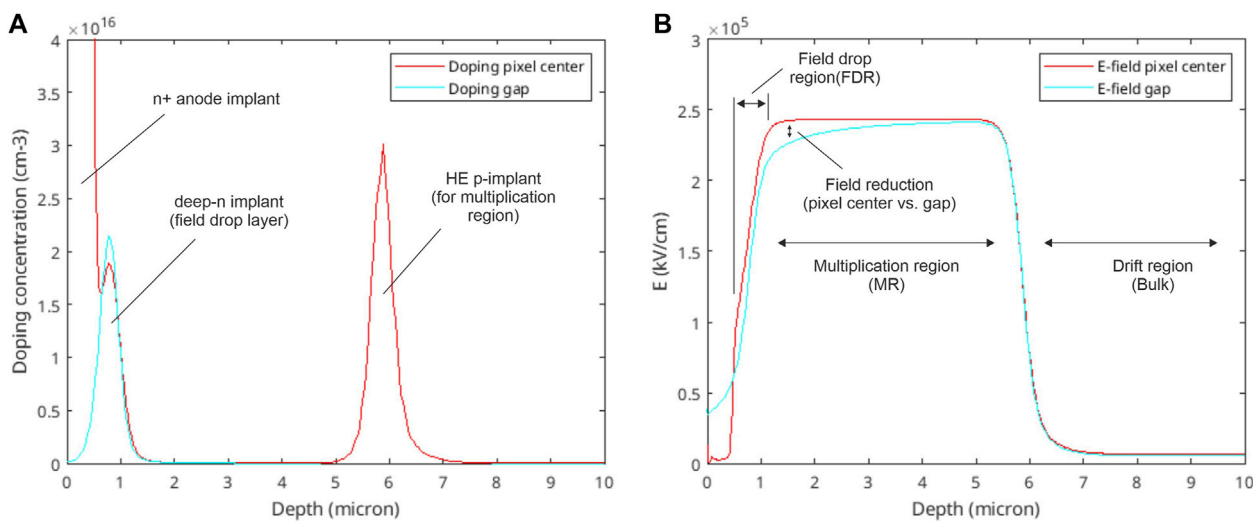 A
×10^16
4
3.5
3
2.5
2
1.5
1
0.5
0
Doping concentration (cm-3)
Doping pixel center
Doping gap
n+ anode implant
deep-n implant
(field drop layer)
HE p-implant
(for multiplication
region)
0 1 2 3 4 5 6 7 8 9 10
Depth (micron)
B
×10^5
3
2.5
2
1.5
1
0.5
0
E (kV/cm)
Field drop
region(FDR)
E-field pixel center
E-field gap
Field reduction
(pixel center vs. gap)
Multiplication region
(MR)
Drift region
(Bulk)
0 1 2 3 4 5 6 7 8 9 10
Depth (micron)